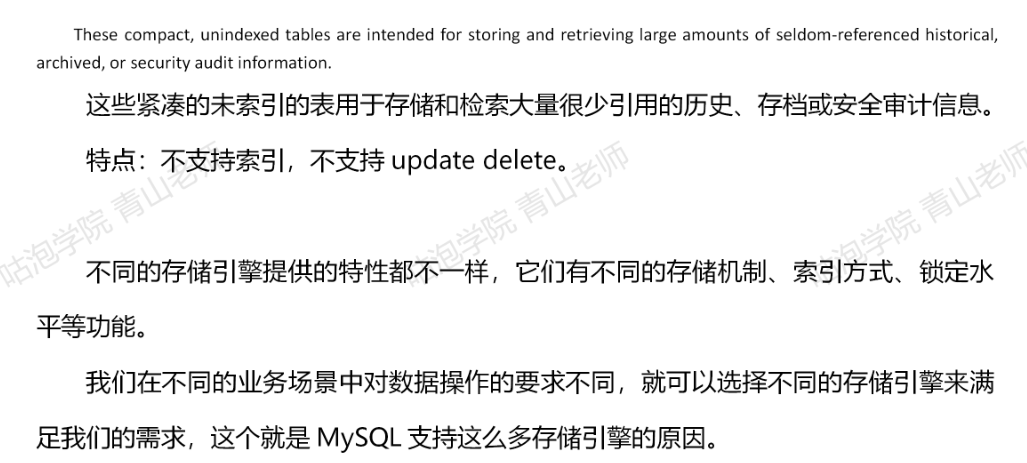 These compact, unindexed tables are intended for storing and retrieving large amounts of seldom-referenced historical,
archived, or security audit information.
这些紧凑的未索引的表用于存储和检索大量很少引用的历史、存档或安全审计信息。
特点：不支持索引，不支持 update delete。
咕泡学院 青山老师
咕泡学院 青山老师
咕泡学院 青山老师
不同的存储引擎提供的特性都不一样，它们有不同的存储机制、索引方式、锁定水
平等功能。
我们在不同的业务场景中对数据操作的要求不同，就可以选择不同的存储引擎来满
足我们的需求，这个就是 MySQL 支持这么多存储引擎的原因。